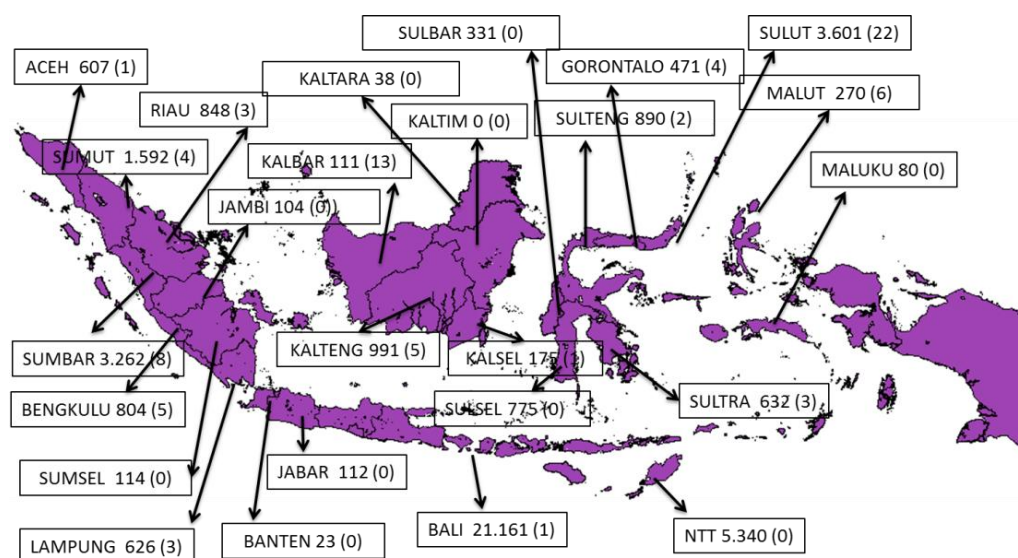 SULBAR 331 (0)
SULUT 3.601 (22)
ACEH 607 (1)
KALTARA 38 (0)
GORONTALO 471 (4)
RIAU 848 (3)
MALUT 270 (6)
KALTIM 0 (0)
SULTENG 890 (2)
SUMUT 1.592 (4)
KALBAR 111 (13)
MALUKU 80 (0)
JAMBI 104 (0)
SUMBAR 3.262 (8)
KALTENG 991 (5)
KALSEL 175 (1)
BENGKULU 804 (5)
SULSEL 775 (0)
SULTRA 632 (3)
SUMSEL 114 (0)
JABAR 112 (0)
LAMPUNG 626 (3)
BANTEN 23 (0)
BALI 21.161 (1)
NTT 5.340 (0)